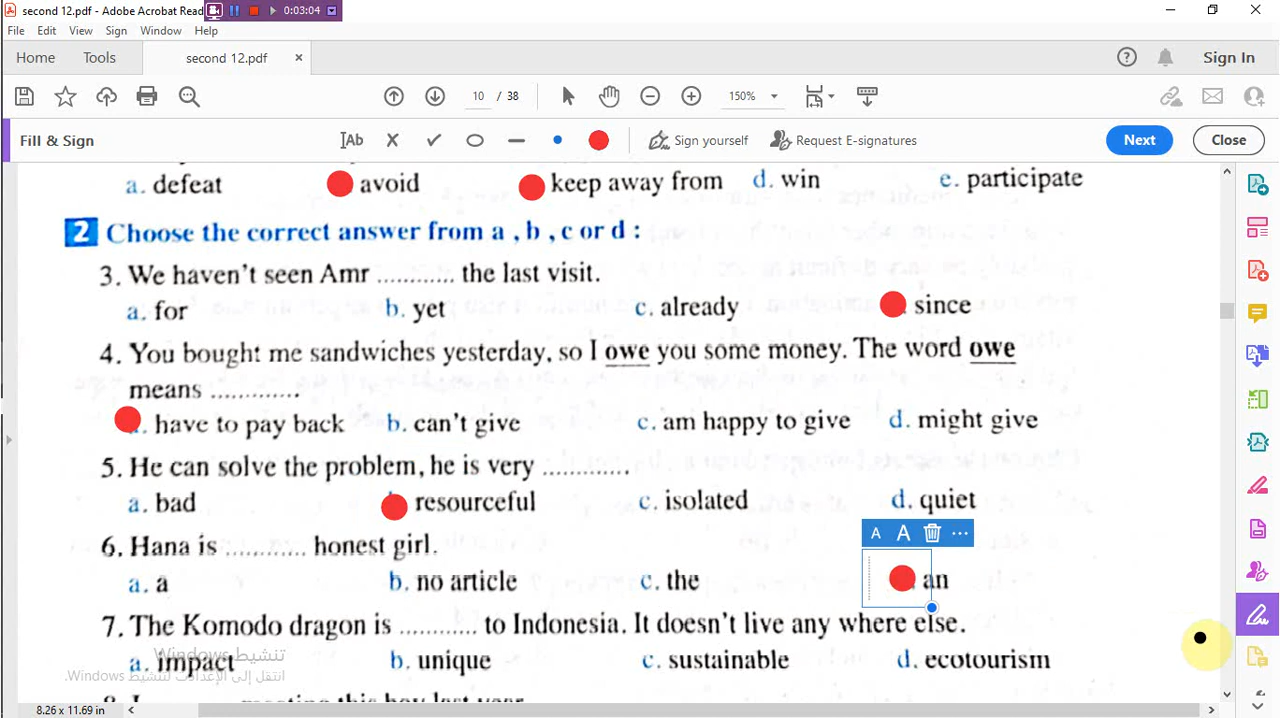 second 12.pdf - Adobe Acrobat Read
0:03:04
File Edit View Sign Window Help
Home Tools second 12.pdf × Sign In
10 / 38 150%
Fill & Sign Ab Sign yourself Request E-signatures Next Close
a. defeat avoid keep away from d. win e. participate
2 Choose the correct answer from a , b , c or d :
3. We haven't seen Amr ............ the last visit.
a. for b. yet c. already since
4. You bought me sandwiches yesterday, so I owe you some money. The word owe
means .............
. have to pay back b. can't give c. am happy to give d. might give
5. He can solve the problem, he is very .............
a. bad resourceful c. isolated d. quiet
A A ...
6. Hana is ............ honest girl.
a. a b. no article c. the an
7. The Komodo dragon is ............ to Indonesia. It doesn't live any where else.
تنشيط Windows
a. impact b. unique c. sustainable d. ecotourism
انتقل إلى الإعدادات لتنشيط Windows.
meeting this boy last year
8.26 x 11.69 in